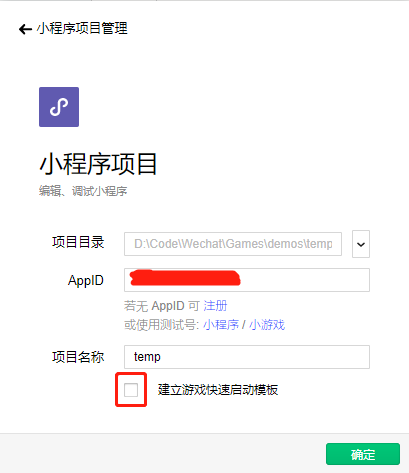 小程序项目管理
小程序项目
编辑、调试小程序
项目目录 D:\Code\Wechat\Games\demos\temp
AppID
若无 AppID 可 注册
或使用测试号: 小程序 / 小游戏
项目名称 temp
建立游戏快速启动模板
确定